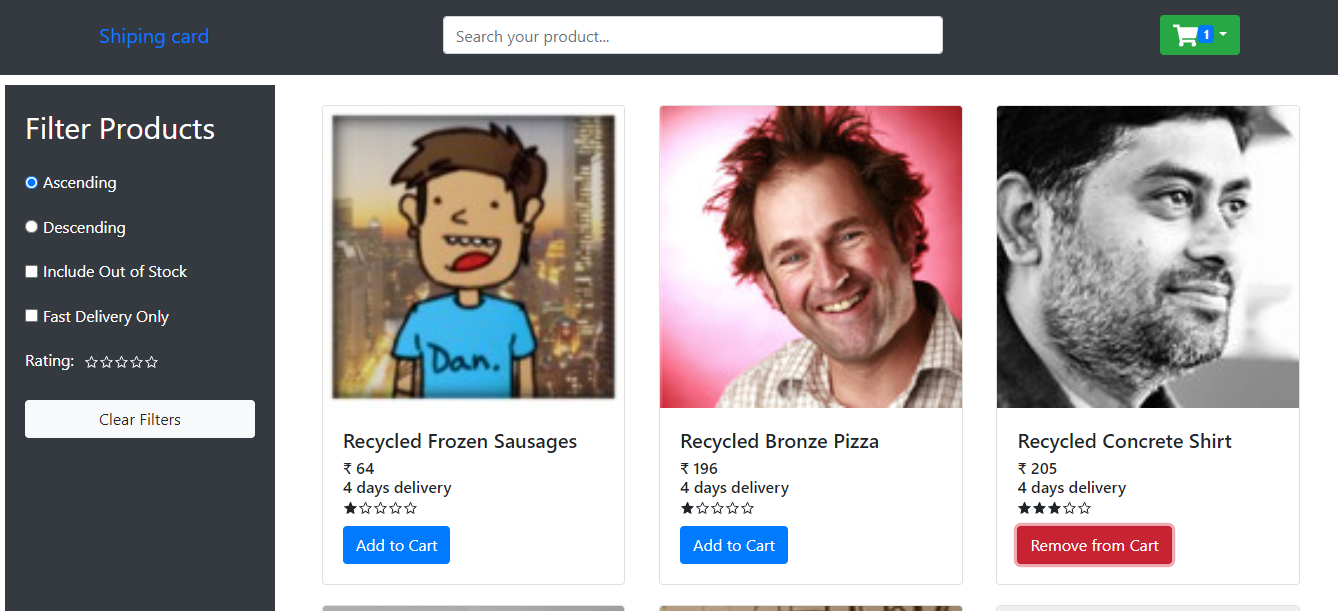 Shiping card
Search your product...
1
Filter Products
Ascending
Descending
Include Out of Stock
Fast Delivery Only
Rating:
Clear Filters
Dan.
Recycled Frozen Sausages
₹ 64
4 days delivery
Add to Cart
Recycled Bronze Pizza
₹ 196
4 days delivery
Add to Cart
Recycled Concrete Shirt
₹ 205
4 days delivery
Remove from Cart